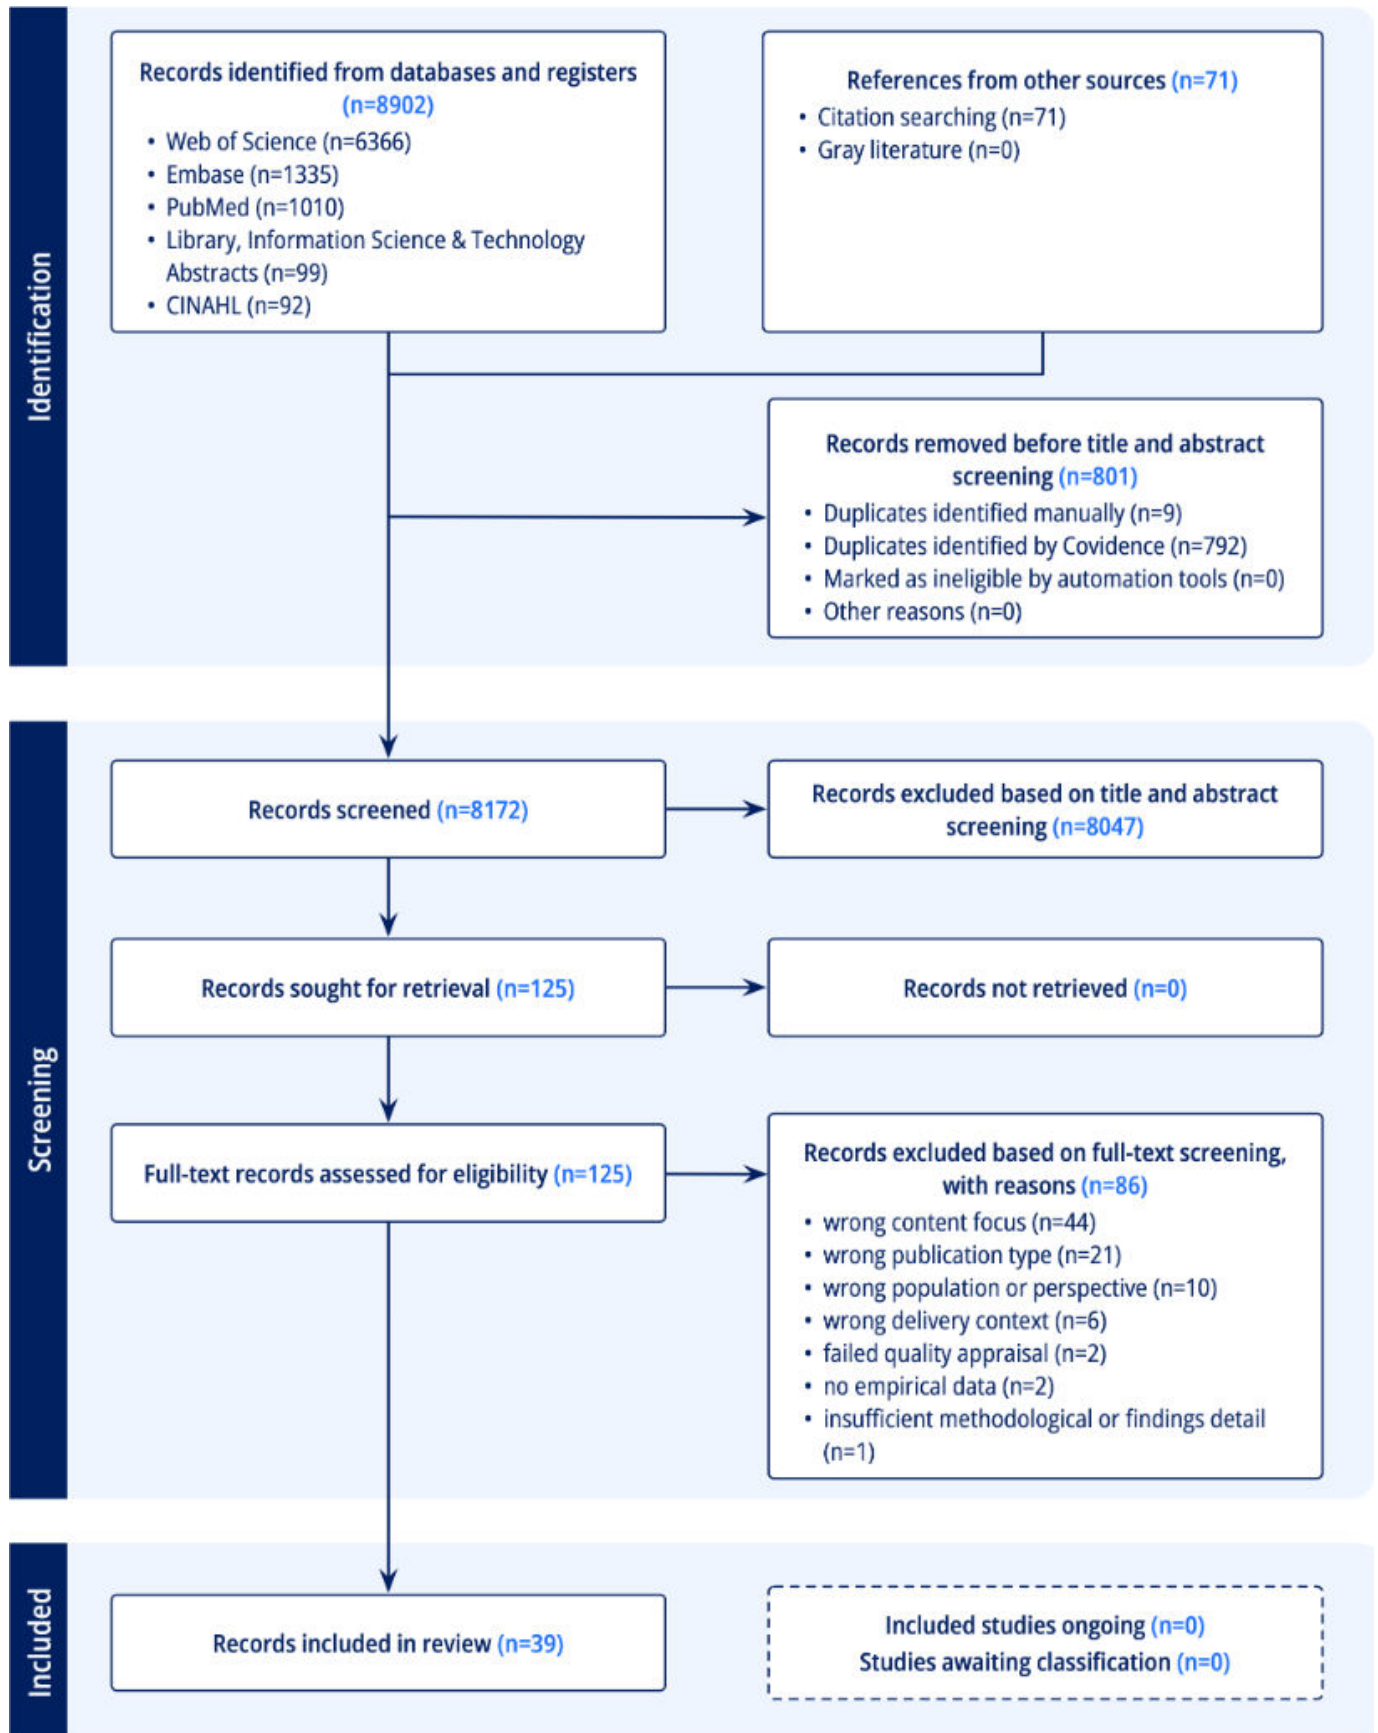 Identification
Records identified from databases and registers
(n=8902)
• Web of Science (n=6366)
• Embase (n=1335)
• PubMed (n=1010)
• Library, Information Science & Technology
Abstracts (n=99)
• CINAHL (n=92)
References from other sources (n=71)
• Citation searching (n=71)
• Gray literature (n=0)
Records removed before title and abstract
screening (n=801)
• Duplicates identified manually (n=9)
• Duplicates identified by Covidence (n=792)
• Marked as ineligible by automation tools (n=0)
• Other reasons (n=0)
Screening
Records screened (n=8172)
Records excluded based on title and abstract
screening (n=8047)
Records sought for retrieval (n=125)
Records not retrieved (n=0)
Full-text records assessed for eligibility (n=125)
Records excluded based on full-text screening,
with reasons (n=86)
• wrong content focus (n=44)
• wrong publication type (n=21)
• wrong population or perspective (n=10)
• wrong delivery context (n=6)
• failed quality appraisal (n=2)
• no empirical data (n=2)
• insufficient methodological or findings detail
(n=1)
Included
Records included in review (n=39)
Included studies ongoing (n=0)
Studies awaiting classification (n=0)